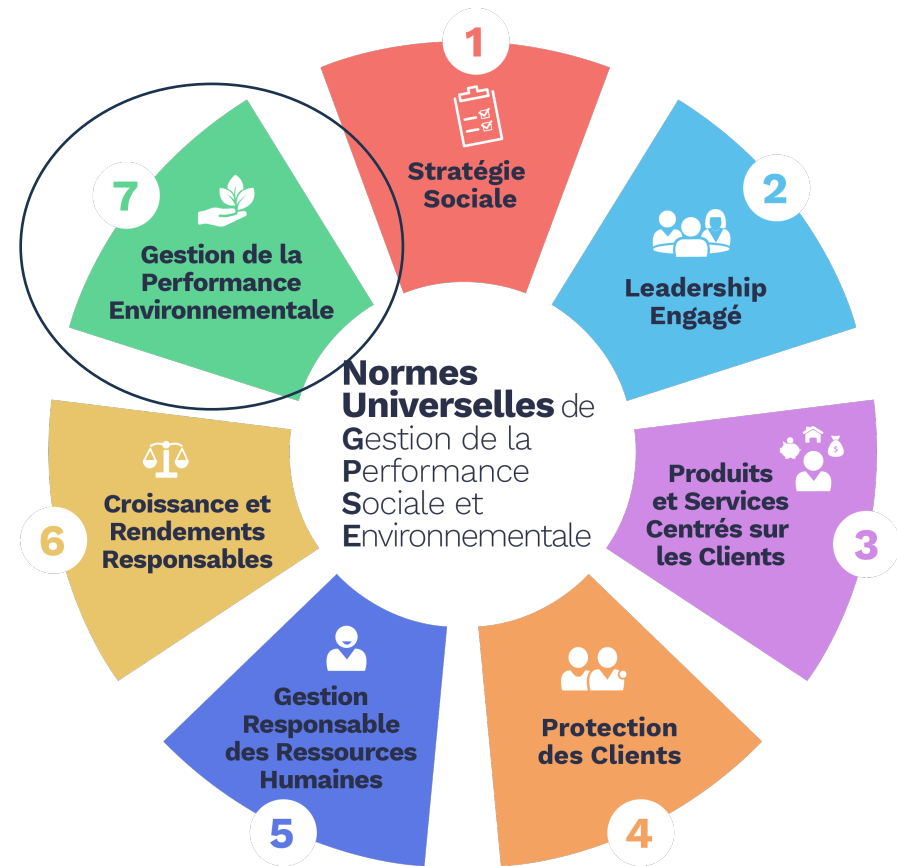 1
Stratégie
Sociale
2
Leadership
Engagé
3
Produits
et Services
Centrés sur
les Clients
4
Protection
des Clients
5
Gestion
Responsable
des Ressources
Humaines
6
Croissance et
Rendements
Responsables
7
Gestion de la
Performance
Environnementale
Normes
Universelles de
Gestion de la
Performance
Sociale et
Environnementale
$